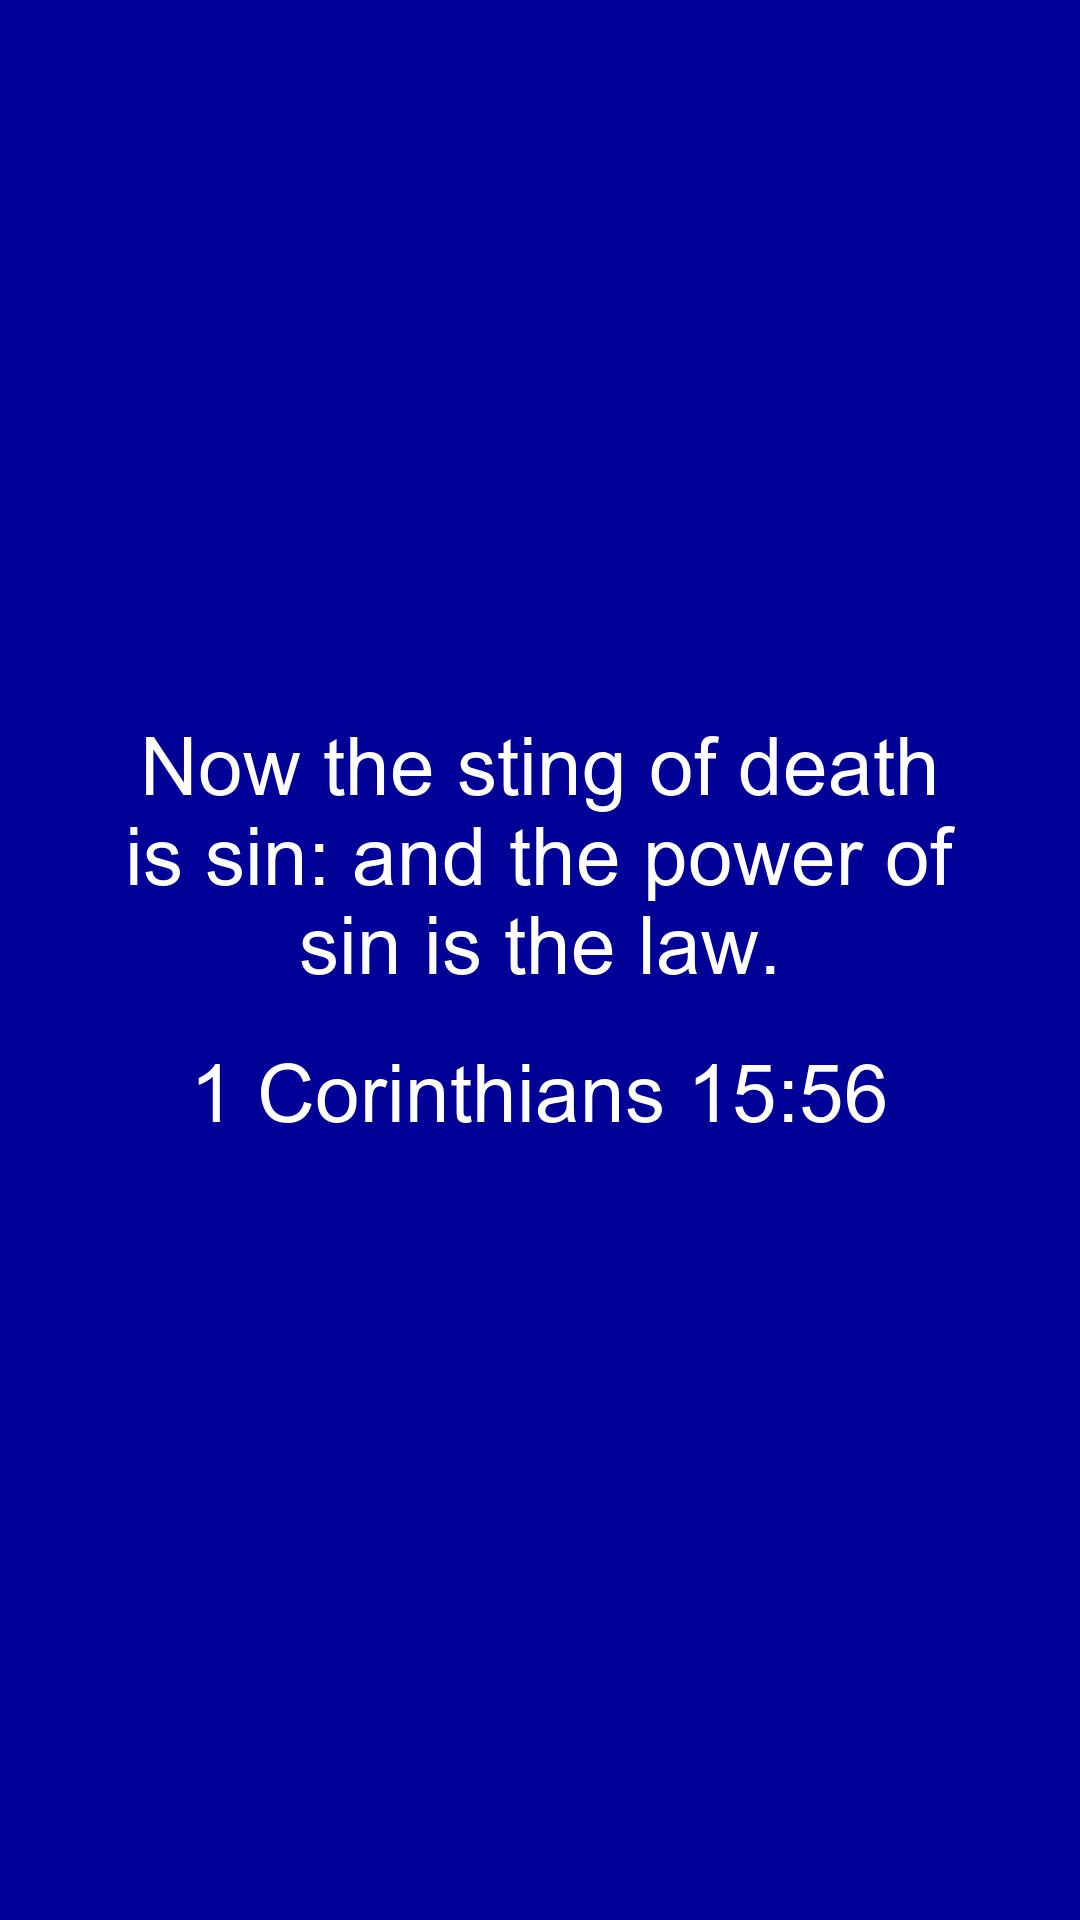 Now the sting of death
is sin: and the power of
sin is the law.
1 Corinthians 15:56